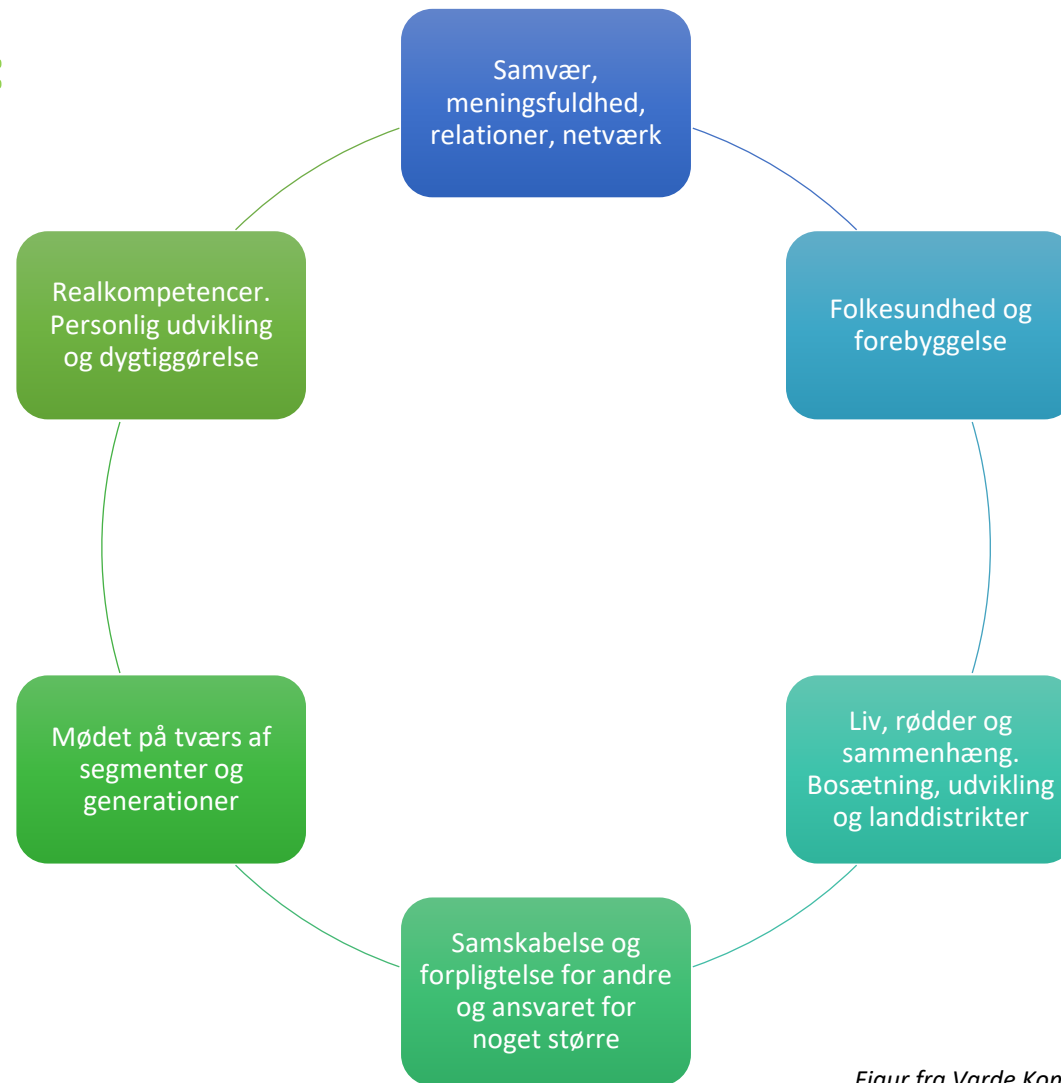 :
Samvær,
meningsfuldhed,
relationer, netværk
Realkompetencer.
Personlig udvikling
og dygtiggørelse
Folkesundhed og
forebyggelse
Mødet på tværs af
segmenter og
generationer
Liv, rødder og
sammenhæng.
Bosætning, udvikling
og landdistrikter
Samskabelse og
forpligtelse for andre
og ansvaret for
noget større
Figur fra Varde